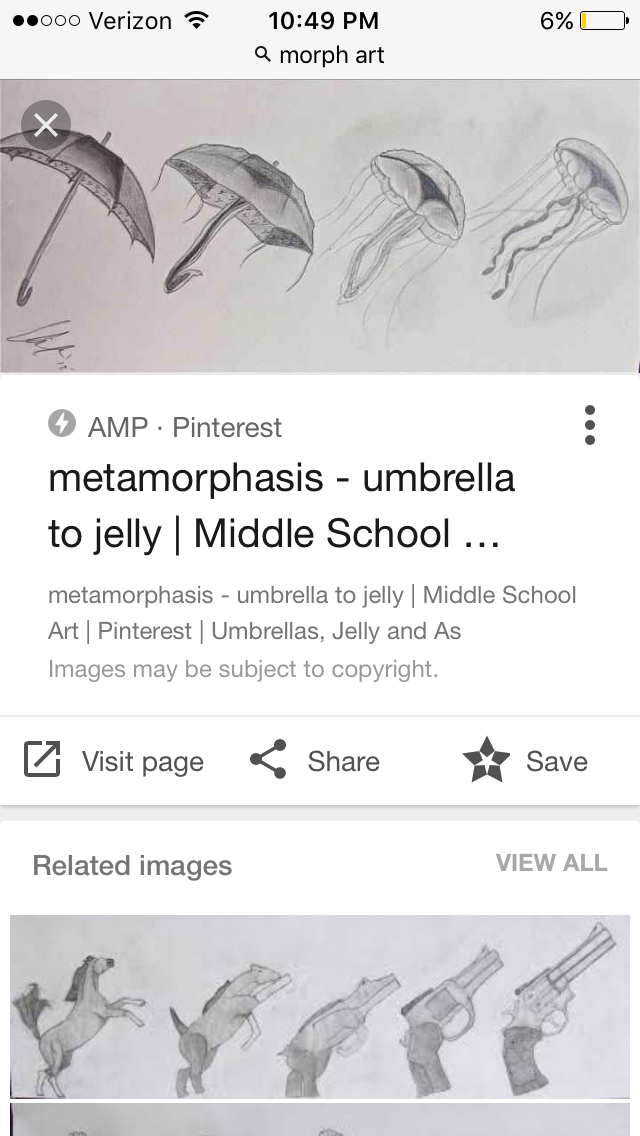 Verizon 10:49 PM 6%
morph art
AMP · Pinterest
metamorphasis - umbrella
to jelly | Middle School ...
metamorphasis - umbrella to jelly | Middle School
Art | Pinterest | Umbrellas, Jelly and As
Images may be subject to copyright.
Visit page Share Save
Related images VIEW ALL